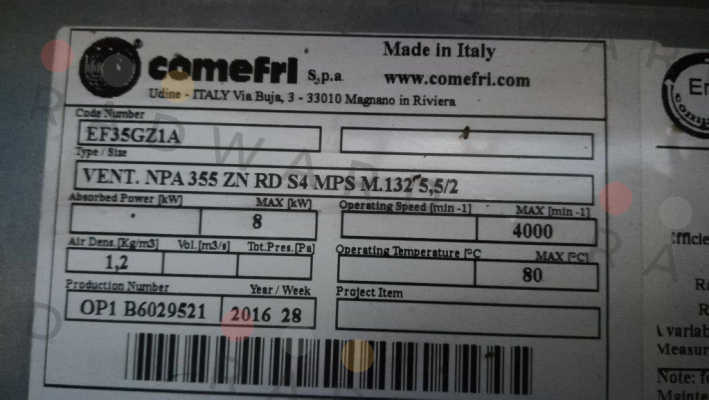 comefri S.p.a.
Made in Italy
www.comefri.com
Udine - ITALY Via Buja, 3 - 33010 Magnano in Riviera
Code Number
EF35GZ1A
Type / Size
VENT. NPA 355 ZN RD S4 MPS M.132 5,5/2
Absorbed Power [kW] MAX [kW] Operating Speed [min -1] MAX [min -1]
8 4000
Air Dens.[Kg/m3] Vol.[m3/s] Tot.Pres.[Pa] Operating Temperature [°C MAX [°C]
1,2 80
Production Number Year / Week Project Item
OP1 B6029521 2016 28
Note: